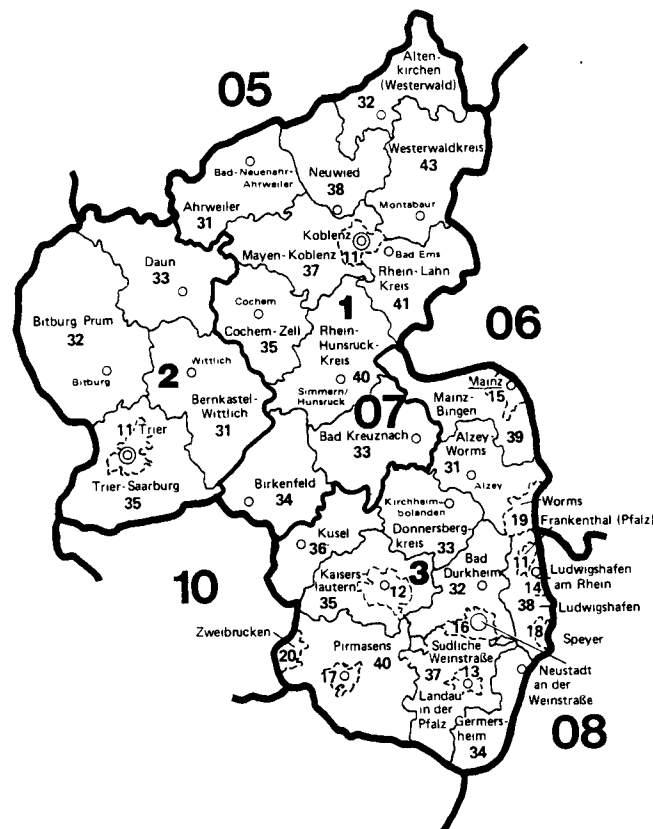 Alten-
kirchen
(Westerwald)
32
05
Westerwaldkreis
43
Bad-Neuenahr-
Ahrweiler
Neuwied
38
Ahrweiler
31
Montabaur
Koblenz
11
Mayen-Koblenz
37
Bad Ems
Rhein-Lahn
Kreis
41
Daun
33
Cochem
Cochem-Zell
35
1
Rhein-
Hunsruck-
Kreis
40
Simmern/
Hunsruck
06
Bitburg Prum
32
Bitburg
2
Wittlich
Bernkastel-
Wittlich
31
Mainz
15
Mainz-
Bingen
39
07
Bad Kreuznach
33
Alzey
Worms
31
Alzey
11 Trier
Trier-Saarburg
35
Birkenfeld
34
Kirchheim-
bolanden
Donnersberg-
kreis
33
Worms
19
Frankenthal (Pfalz)
Kusel
36
Kaisers
lautern
35
12
3
Bad
Durkheim
32
11
Ludwigshafen
am Rhein
14
38
Ludwigshafen
10
Zweibrucken
20
Pirmasens
40
17
16
18
Speyer
Sudliche
Weinstraße
37
13
Landau
in der
Pfalz
Neustadt
an der
Weinstraße
Germers-
heim
34
08